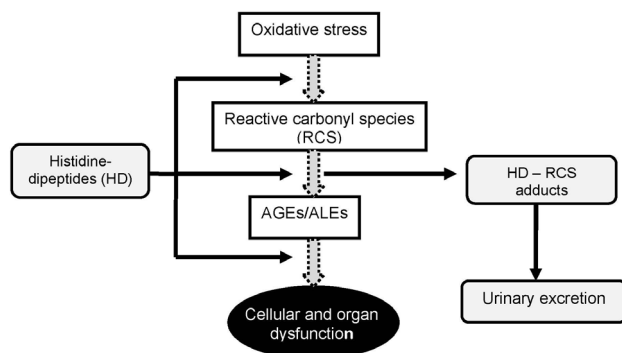 Oxidative stress
Reactive carbonyl species
(RCS)
Histidine-
dipeptides (HD)
HD – RCS
adducts
AGEs/ALEs
Urinary excretion
Cellular and organ
dysfunction